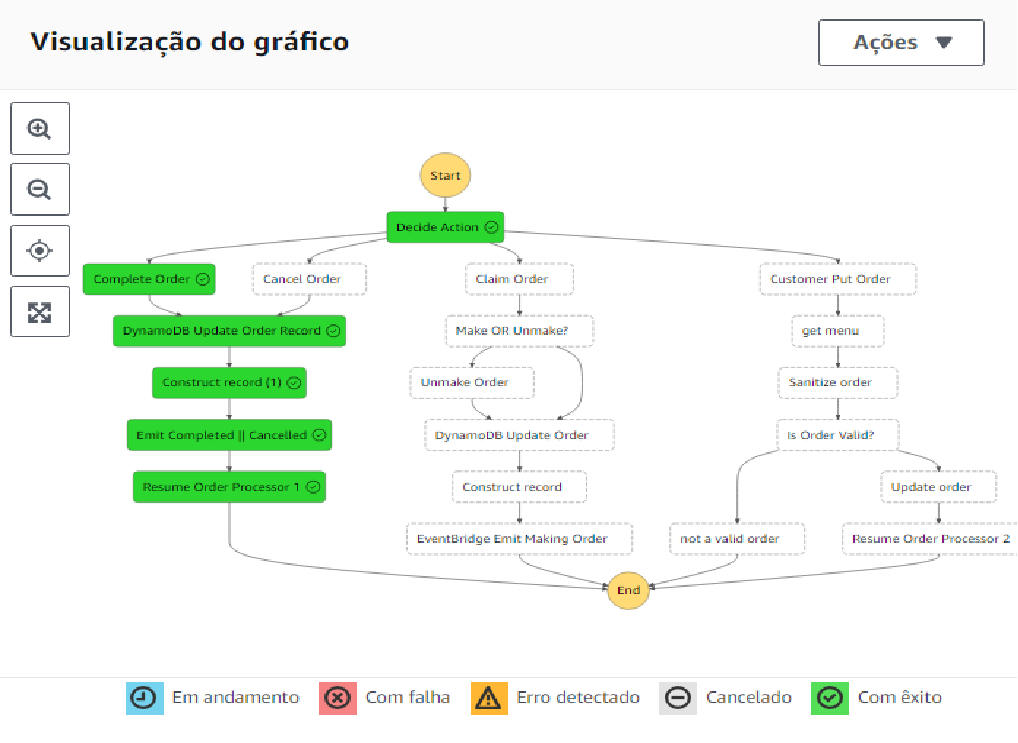 Visualização do gráfico
Ações
Start
Decide Action
Complete Order
Cancel Order
Claim Order
Customer Put Order
DynamoDB Update Order Record
Make OR Unmake?
get menu
Construct record (1)
Unmake Order
Sanitize order
Emit Completed || Cancelled
DynamoDB Update Order
Is Order Valid?
Resume Order Processor 1
Construct record
Update order
EventBridge Emit Making Order
not a valid order
Resume Order Processor 2
End
Em andamento
Com falha
Erro detectado
Cancelado
Com êxito